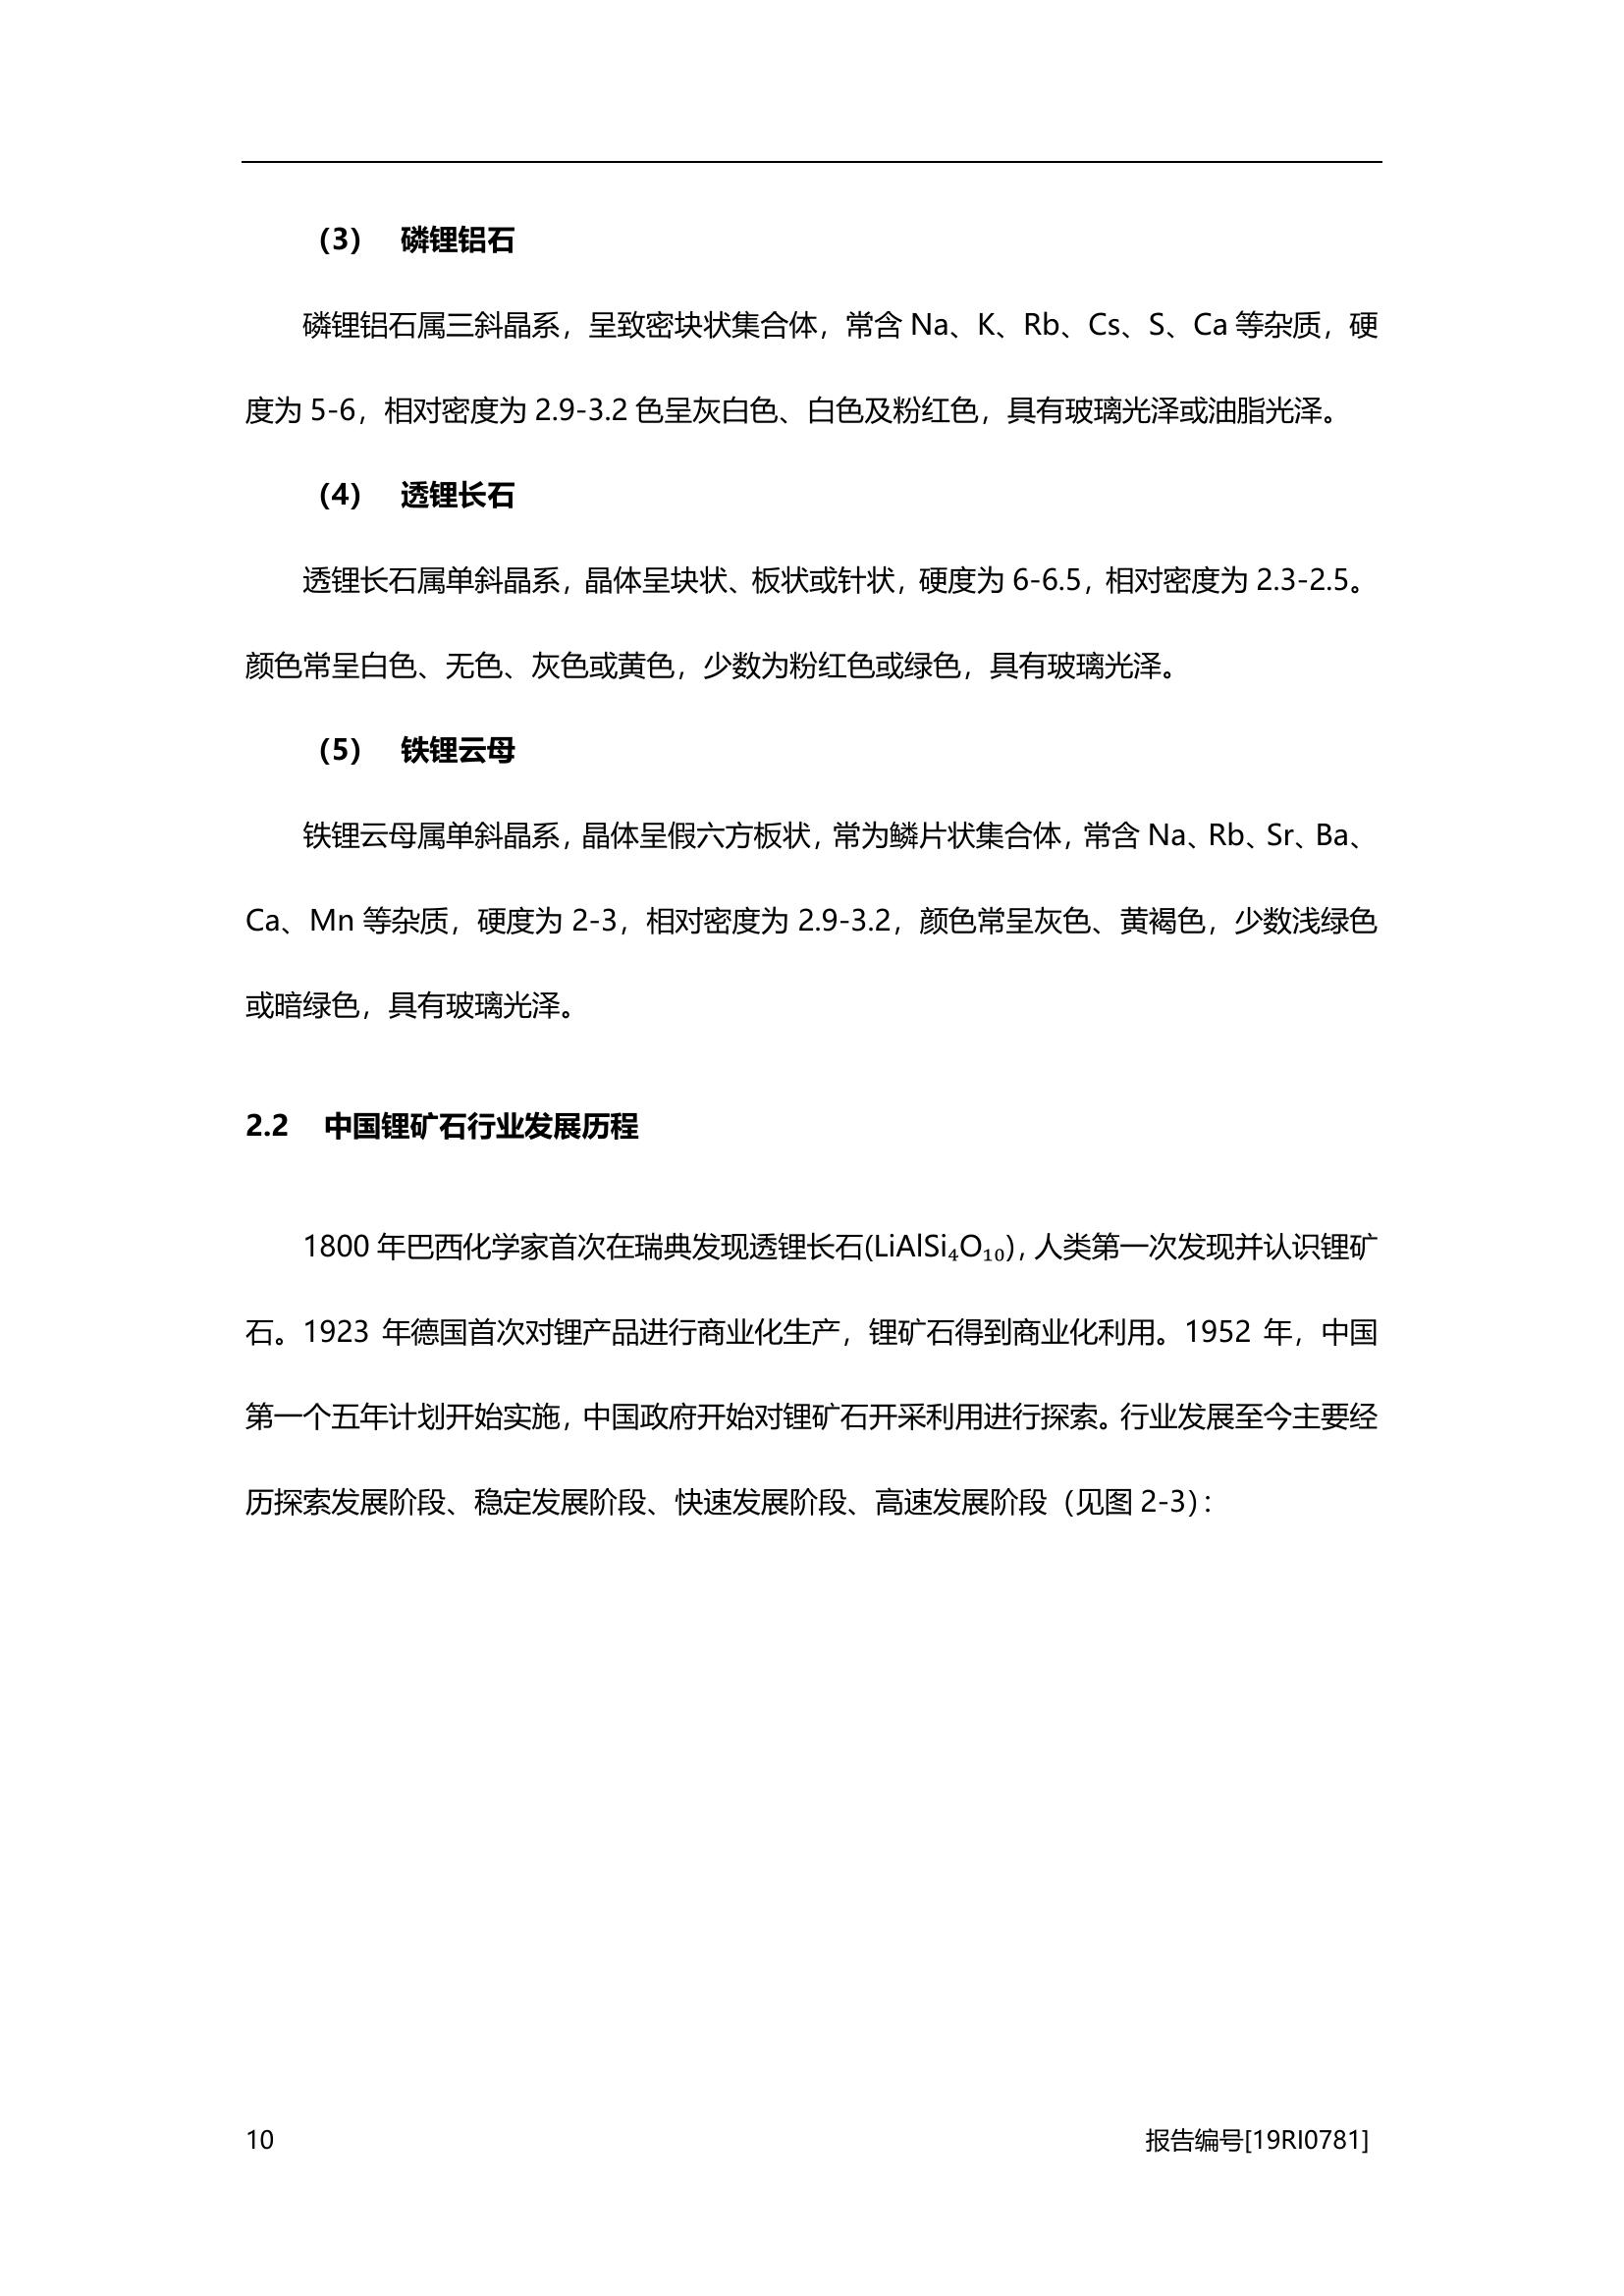 （3） 磷锂铝石
磷锂铝石属三斜晶系，呈致密块状集合体，常含 Na、K、Rb、Cs、S、Ca 等杂质，硬
度为 5-6，相对密度为 2.9-3.2 色呈灰白色、白色及粉红色，具有玻璃光泽或油脂光泽。
（4） 透锂长石
透锂长石属单斜晶系，晶体呈块状、板状或针状，硬度为 6-6.5，相对密度为 2.3-2.5。
颜色常呈白色、无色、灰色或黄色，少数为粉红色或绿色，具有玻璃光泽。
（5） 铁锂云母
铁锂云母属单斜晶系，晶体呈假六方板状，常为鳞片状集合体，常含 Na、Rb、Sr、Ba、
Ca、Mn 等杂质，硬度为 2-3，相对密度为 2.9-3.2，颜色常呈灰色、黄褐色，少数浅绿色
或暗绿色，具有玻璃光泽。
2.2 中国锂矿石行业发展历程
1800 年巴西化学家首次在瑞典发现透锂长石(LiAlSi₄O₁₀)，人类第一次发现并认识锂矿
石。1923 年德国首次对锂产品进行商业化生产，锂矿石得到商业化利用。1952 年，中国
第一个五年计划开始实施，中国政府开始对锂矿石开采利用进行探索。行业发展至今主要经
历探索发展阶段、稳定发展阶段、快速发展阶段、高速发展阶段（见图 2-3）：
10 报告编号[19RI0781]